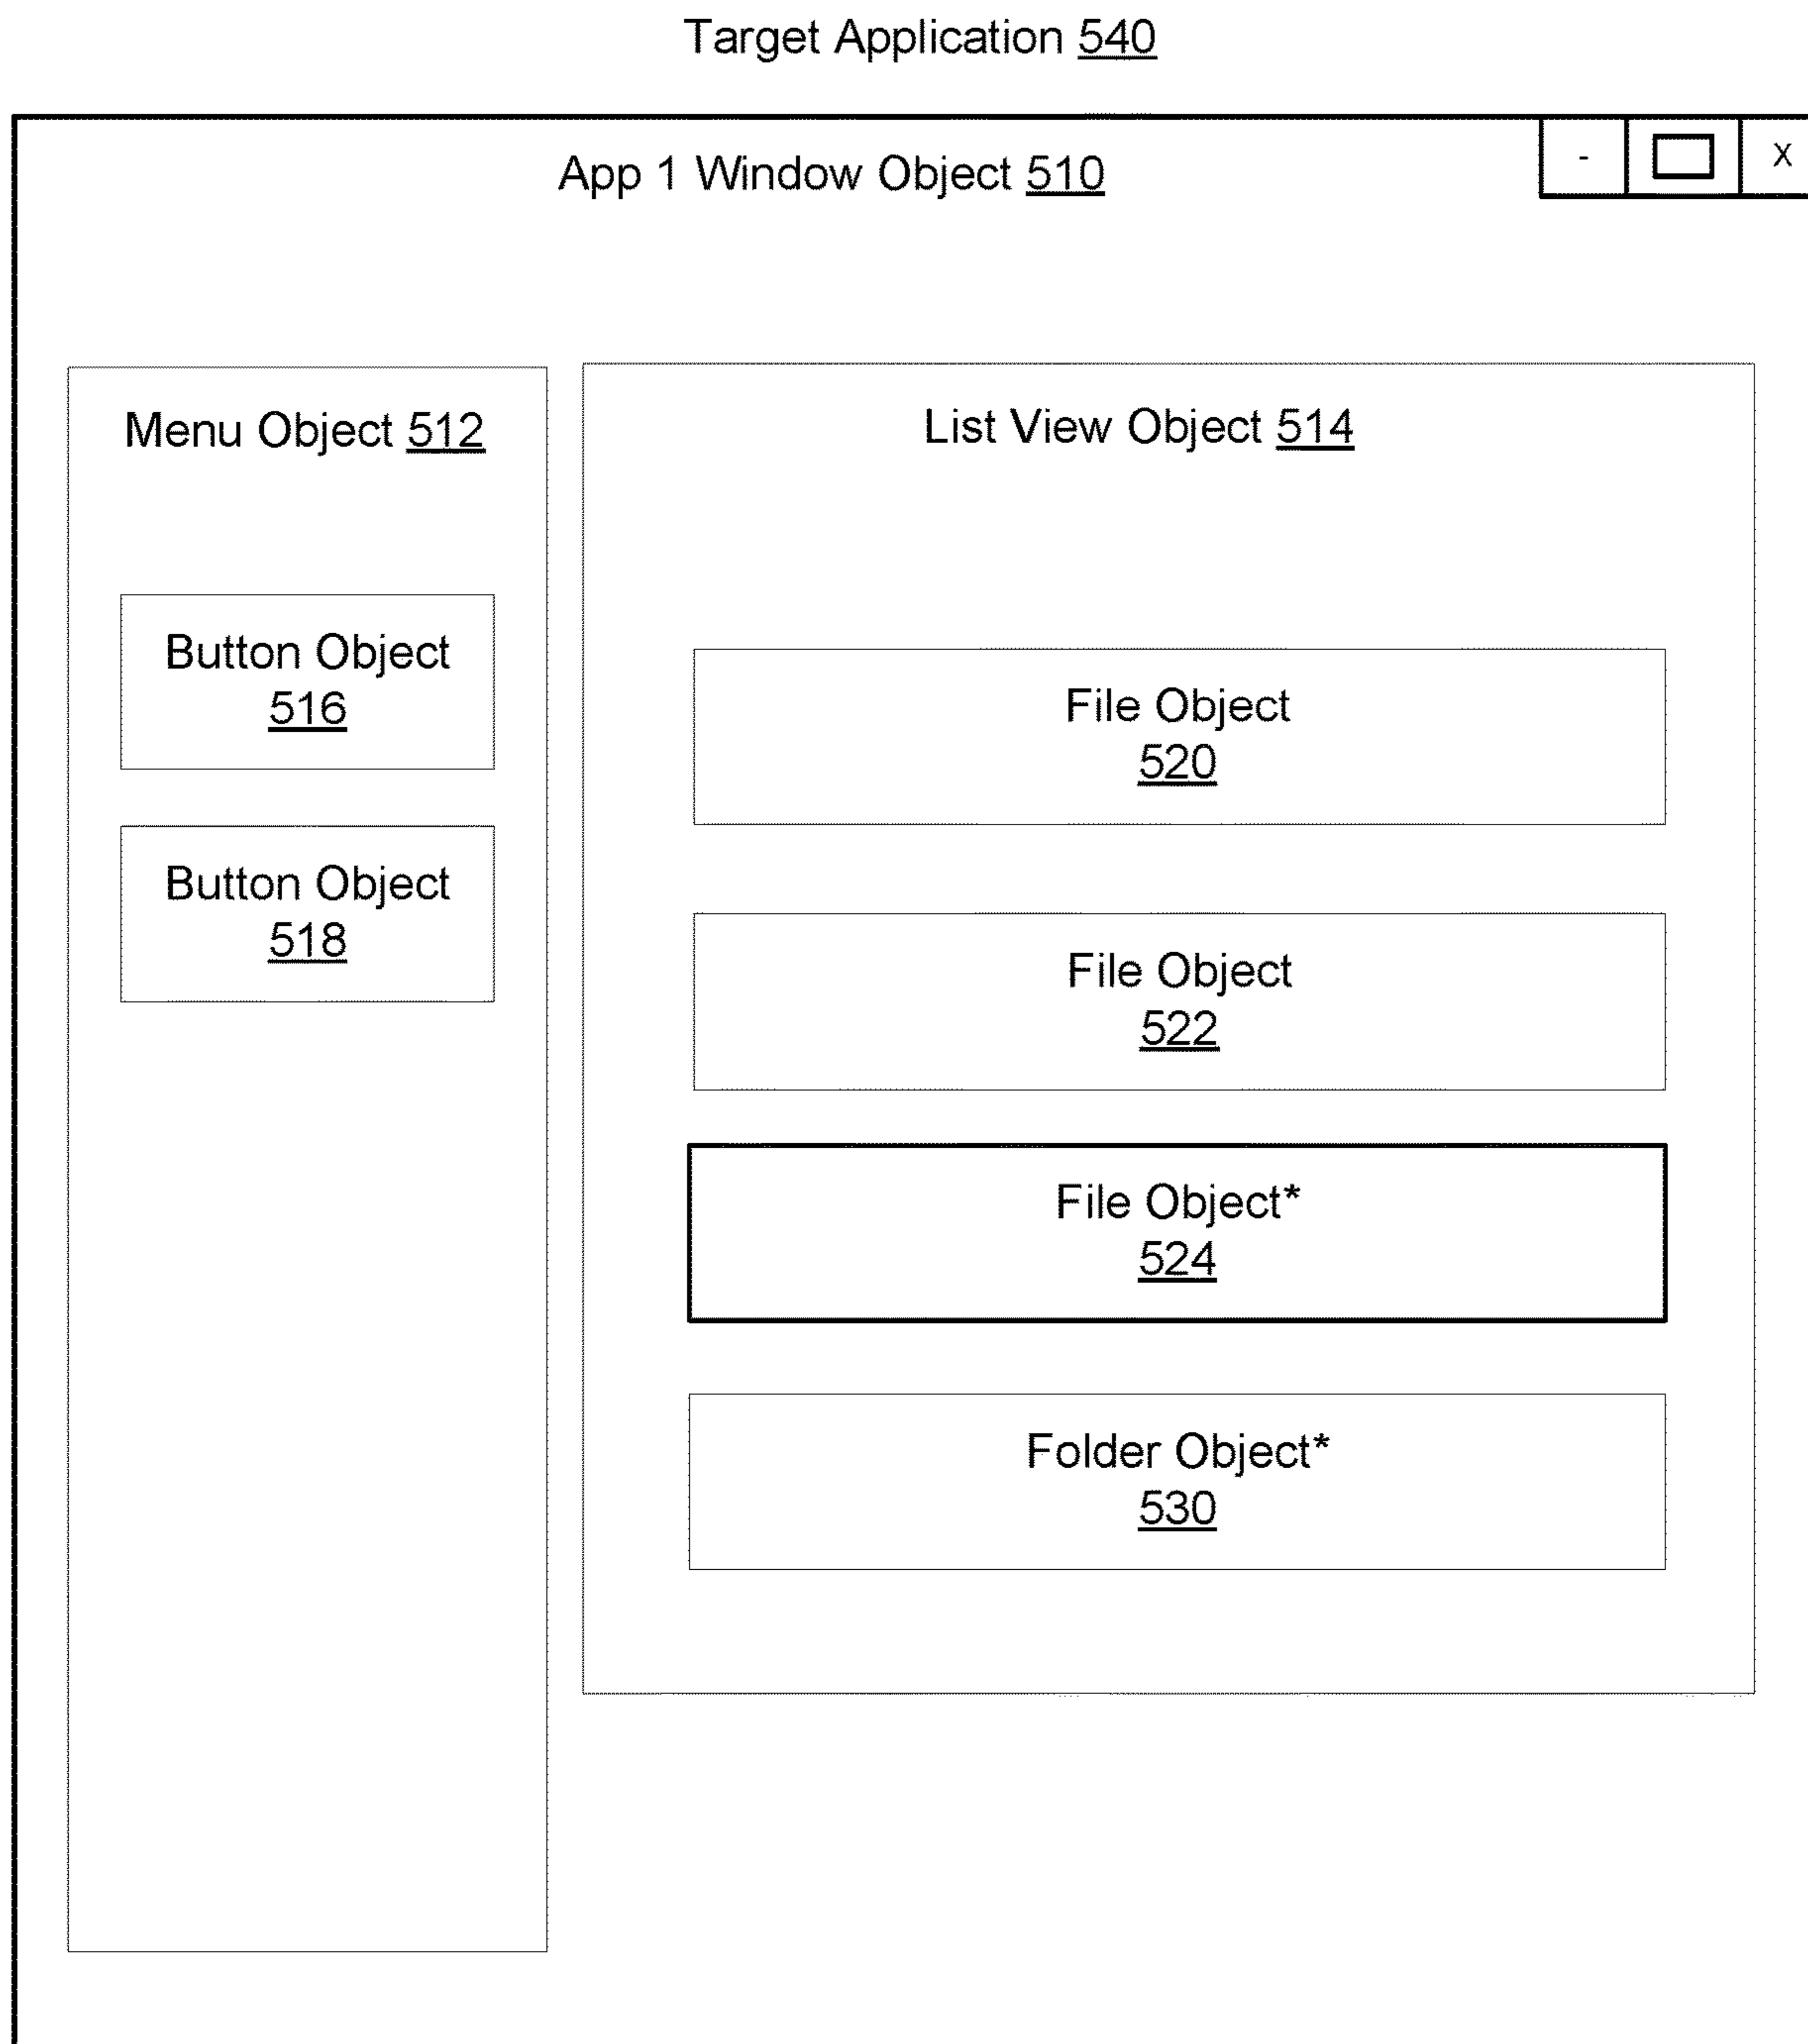 Target Application 540
App 1 Window Object 510
- X
Menu Object 512
List View Object 514
Button Object
516
Button Object
518
File Object
520
File Object
522
File Object*
524
Folder Object*
530